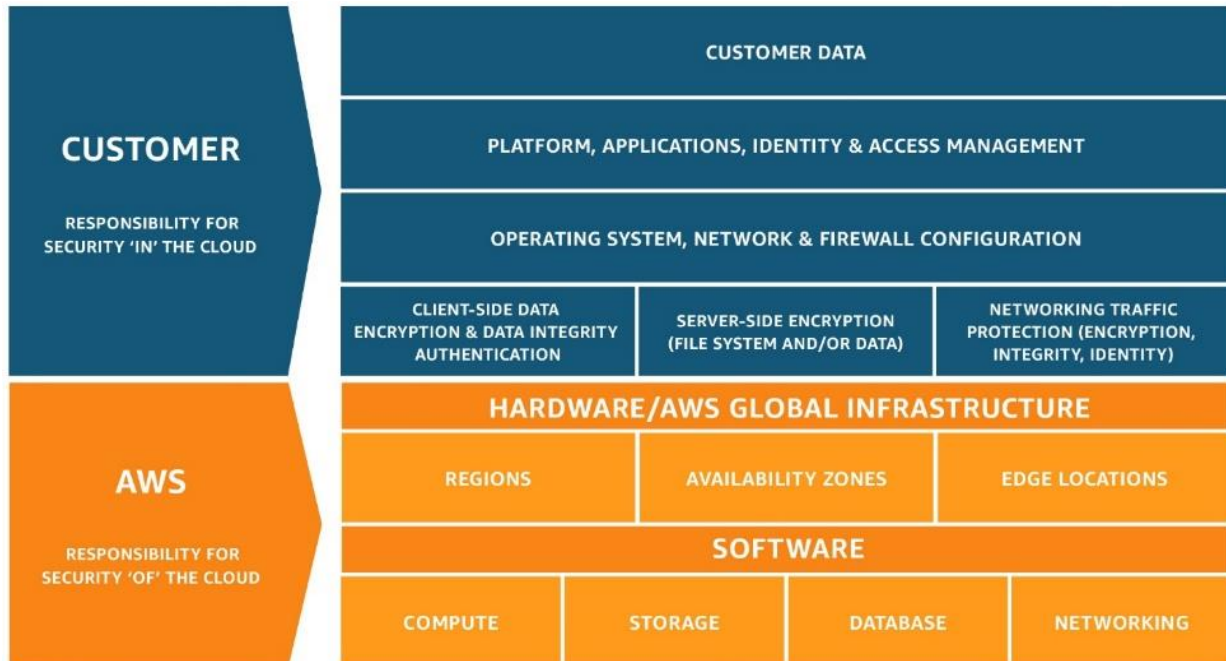 CUSTOMER
RESPONSIBILITY FOR
SECURITY ‘IN’ THE CLOUD
CUSTOMER DATA
PLATFORM, APPLICATIONS, IDENTITY & ACCESS MANAGEMENT
OPERATING SYSTEM, NETWORK & FIREWALL CONFIGURATION
CLIENT-SIDE DATA
ENCRYPTION & DATA INTEGRITY
AUTHENTICATION
SERVER-SIDE ENCRYPTION
(FILE SYSTEM AND/OR DATA)
NETWORKING TRAFFIC
PROTECTION (ENCRYPTION,
INTEGRITY, IDENTITY)
AWS
RESPONSIBILITY FOR
SECURITY ‘OF’ THE CLOUD
HARDWARE/AWS GLOBAL INFRASTRUCTURE
REGIONS
AVAILABILITY ZONES
EDGE LOCATIONS
SOFTWARE
COMPUTE
STORAGE
DATABASE
NETWORKING